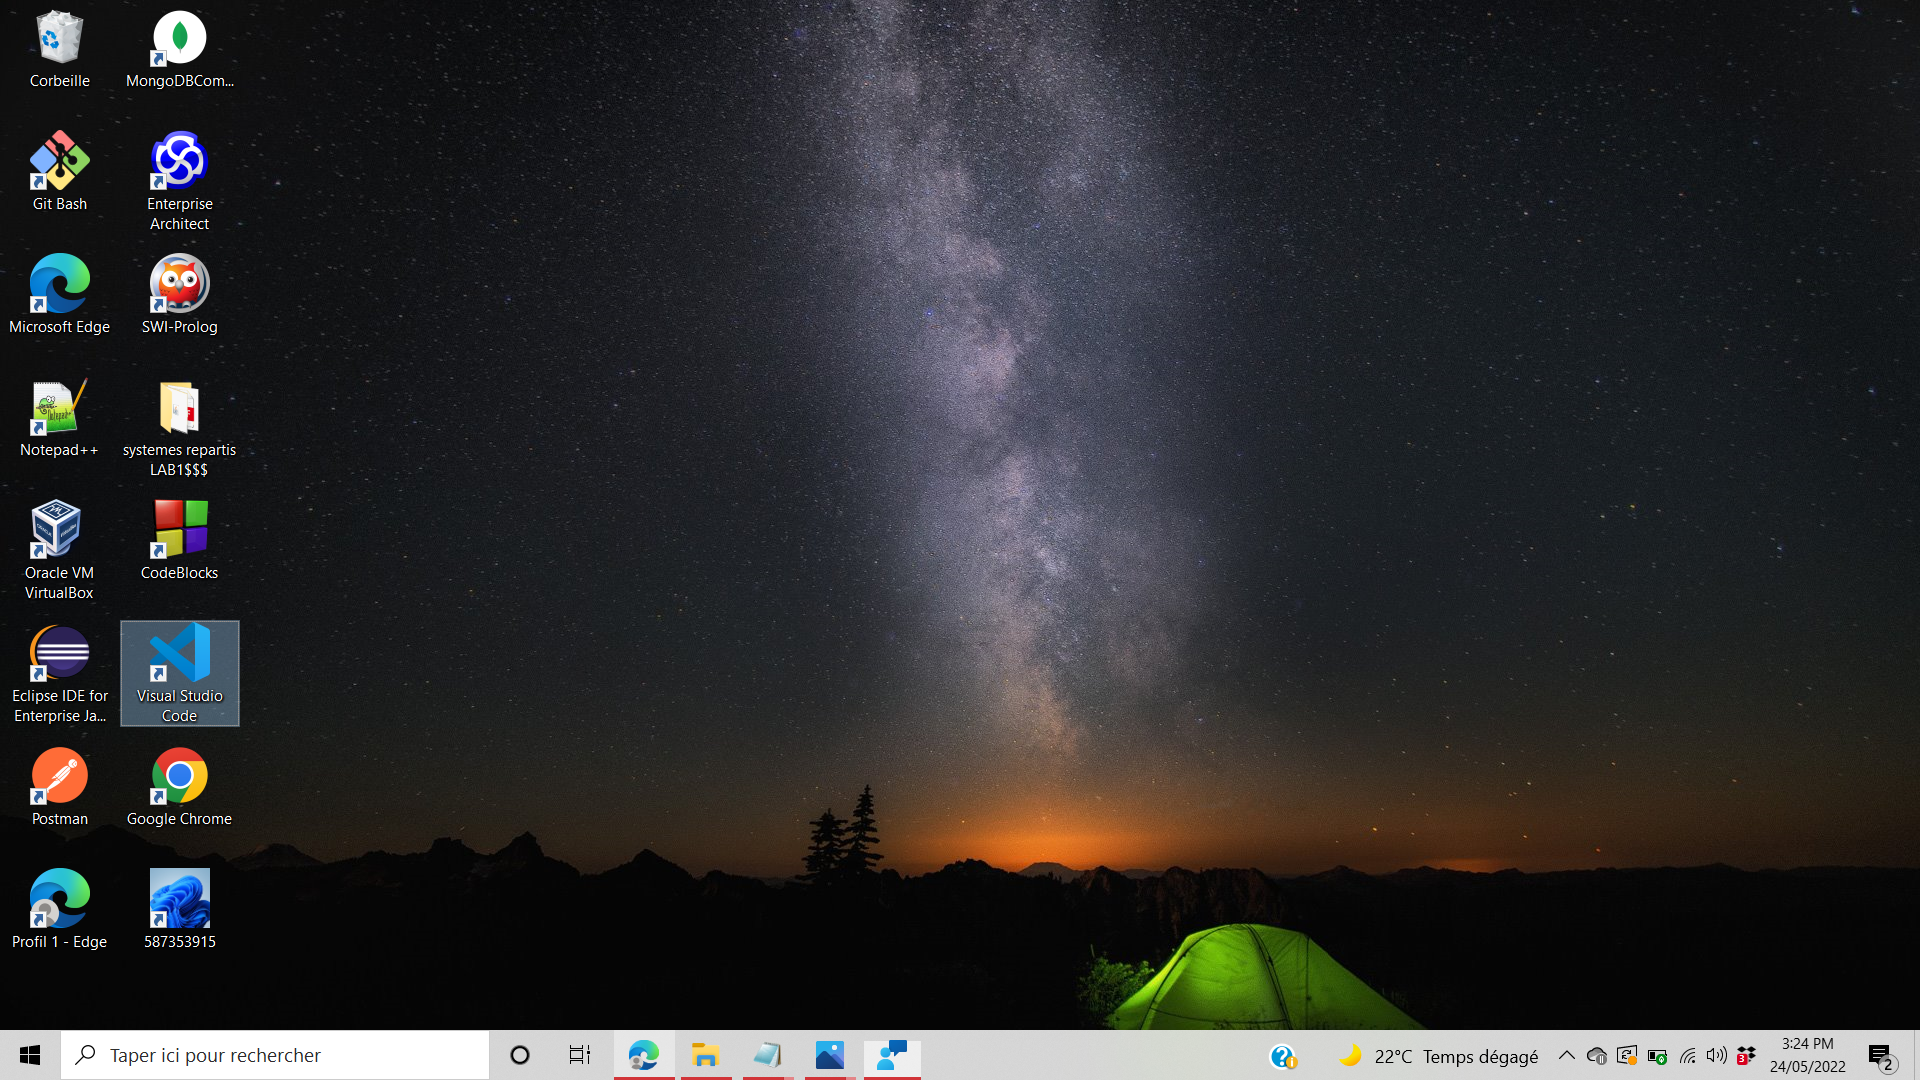 Corbeille
MongoDBCom...
Git Bash
Enterprise
Architect
Microsoft Edge
SWI-Prolog
Notepad++
systemes repartis
LAB1$$$
Oracle VM
VirtualBox
CodeBlocks
Eclipse IDE for
Enterprise Ja...
Visual Studio
Code
Postman
Google Chrome
Profil 1 - Edge
587353915
Taper ici pour rechercher
22°C Temps dégagé
3
3:24 PM
24/05/2022
2